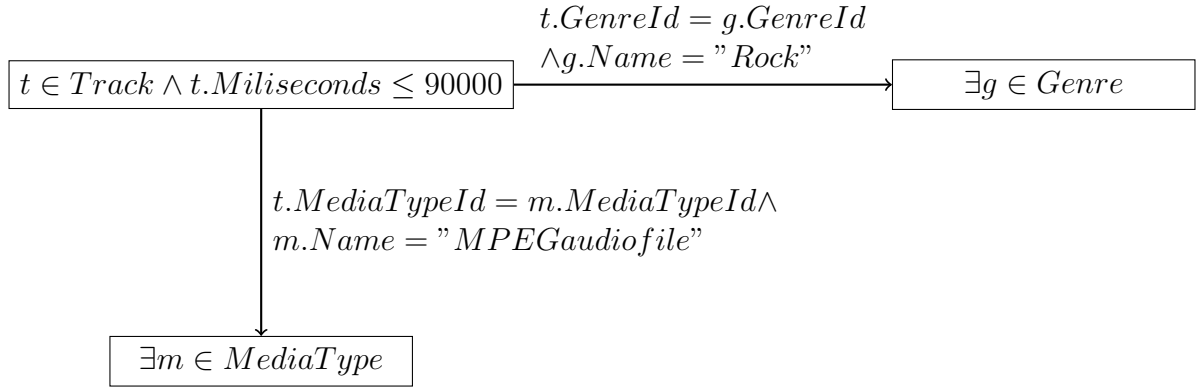 t.GenreId = g.GenreId
∧g.Name = ”Rock”
t ∈ Track ∧ t.Miliseconds ≤ 90000
∃g ∈ Genre
t.MediaTypeId = m.MediaTypeId∧
m.Name = ”MPEGaudiofile”
∃m ∈ MediaType